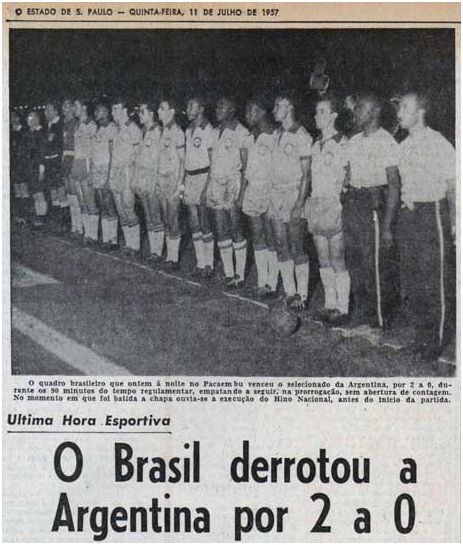 O ESTADO DE S. PAULO — QUINTA-FEIRA, 11 DE JULHO DE 1957
O quadro brasileiro que ontem á noite no Pacaembu venceu o selecionado da Argentina, por 2 a 0, du-
rante os 90 minutos do tempo regulamentar, empatando a seguir, na prorrogação, sem abertura de contagem.
No momento em que foi batida a chapa ouvia-se a execução do Hino Nacional, antes do inicio da partida.
Ultima Hora Esportiva
O Brasil derrotou a
Argentina por 2 a 0